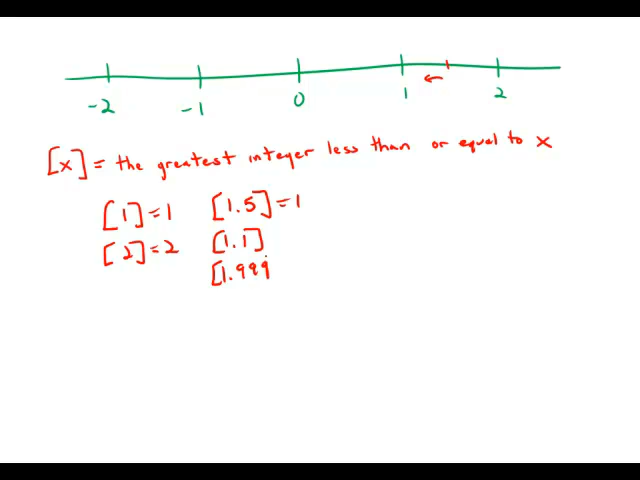 -2 -1 0 1 2
[x] = the greatest integer less than or equal to x
[1] = 1 [1.5] = 1
[2] = 2 [1.1]
[1.999